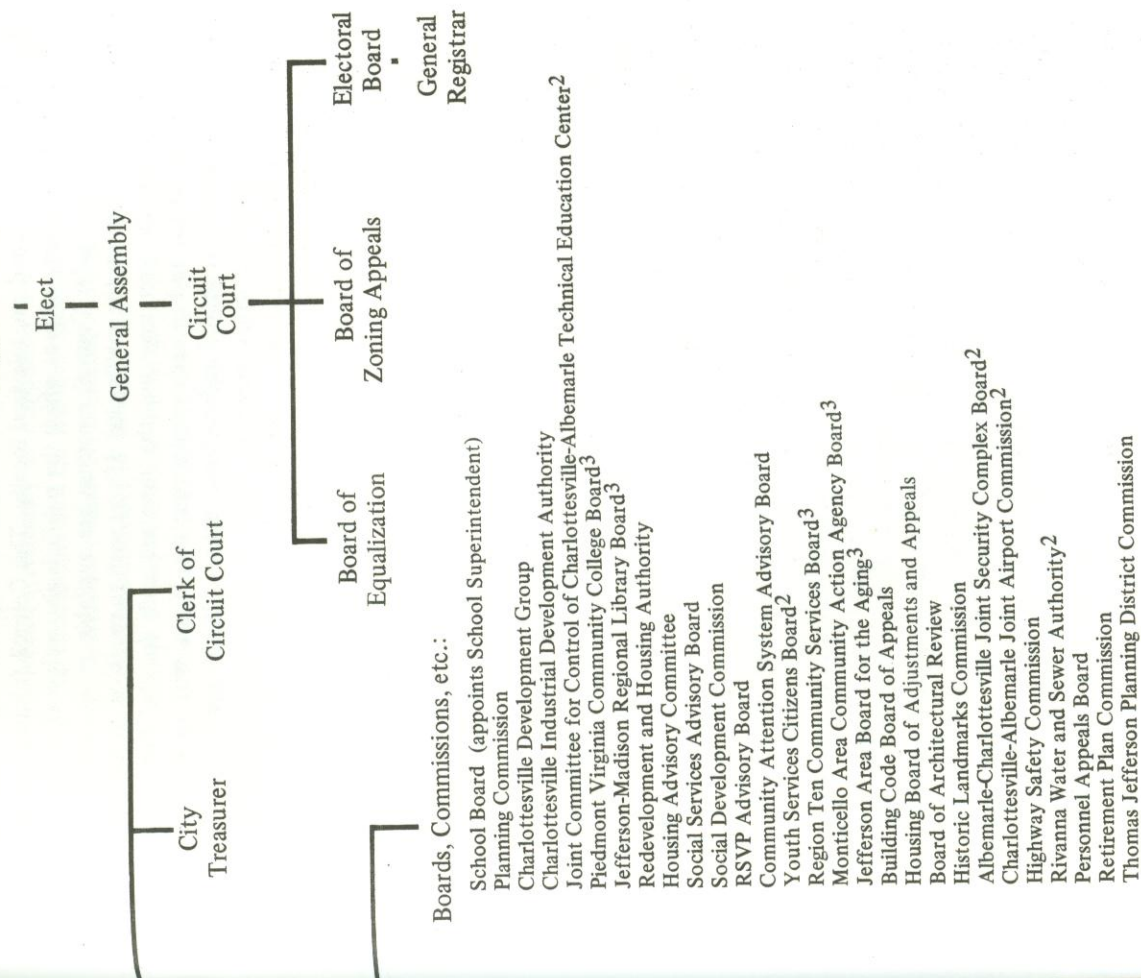 Elect
General Assembly
City
Treasurer
Clerk of
Circuit Court
Circuit
Court
Board of
Equalization
Board of
Zoning Appeals
Electoral
Board
General
Registrar
Boards, Commissions, etc.:
School Board (appoints School Superintendent)
Planning Commission
Charlottesville Development Group
Charlottesville Industrial Development Authority
Joint Committee for Control of Charlottesville-Albemarle Technical Education Center²
Piedmont Virginia Community College Board³
Jefferson-Madison Regional Library Board³
Redevelopment and Housing Authority
Housing Advisory Committee
Social Services Advisory Board
Social Development Commission
RSVP Advisory Board
Community Attention System Advisory Board
Youth Services Citizens Board²
Region Ten Community Services Board³
Monticello Area Community Action Agency Board³
Jefferson Area Board for the Aging³
Building Code Board of Appeals
Housing Board of Adjustments and Appeals
Board of Architectural Review
Historic Landmarks Commission
Albemarle-Charlottesville Joint Security Complex Board²
Charlottesville-Albemarle Joint Airport Commission²
Highway Safety Commission
Rivanna Water and Sewer Authority²
Personnel Appeals Board
Retirement Plan Commission
Thomas Jefferson Planning District Commission